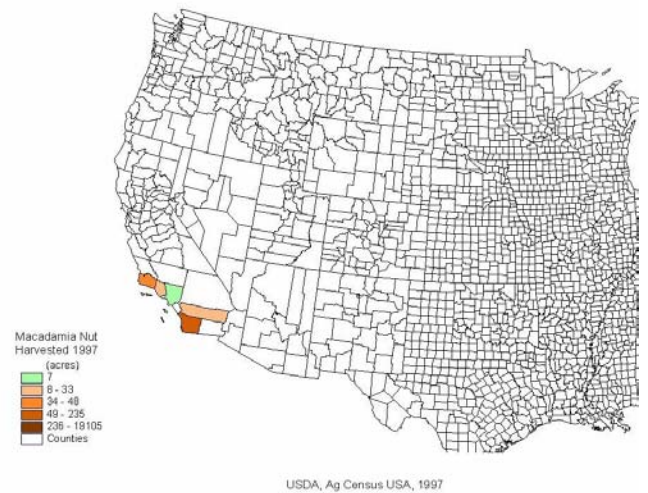 Macadamia Nut
Harvested 1997
(acres)
7
8 - 33
34 - 48
49 - 235
236 - 19105
Counties
USDA, Ag Census USA, 1997